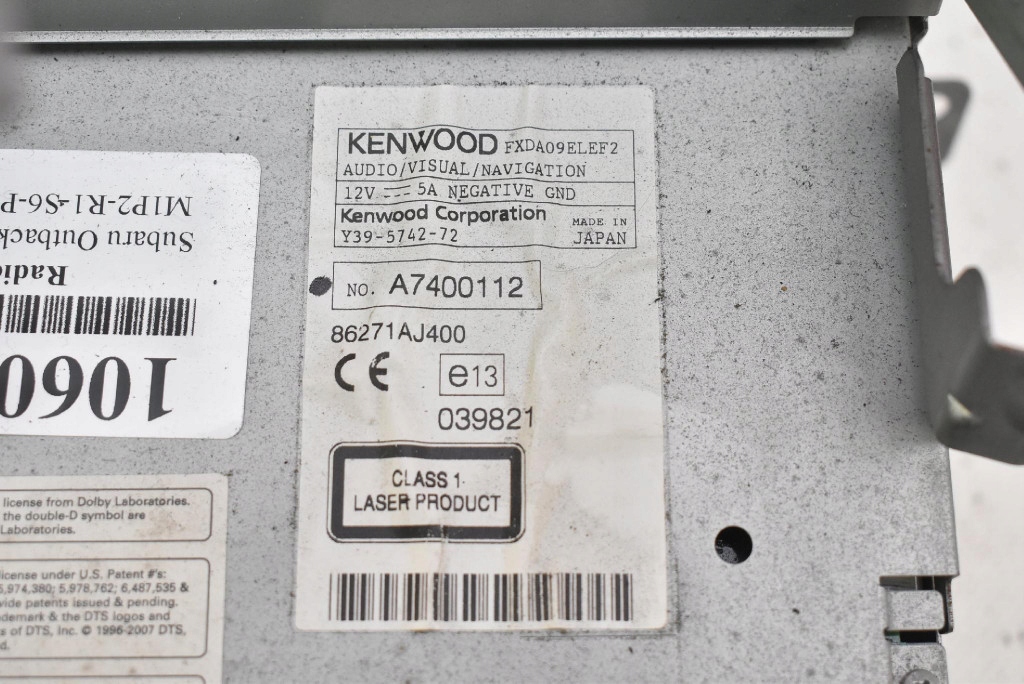 KENWOOD FXDA09ELEF2
AUDIO/VISUAL/NAVIGATION
12V 5A NEGATIVE GND
Kenwood Corporation
MADE IN
Y39-5742-72 JAPAN
NO. A7400112
86271AJ400
CE e13
039821
CLASS 1
LASER PRODUCT
1060
Radio
Subaru Outback
M1P2-R1-S6-P
license from Dolby Laboratories.
the double-D symbol are
Laboratories.
license under U.S. Patent #'s:
5,974,380; 5,978,762; 6,487,535 &
wide patents issued & pending.
demark & the DTS logos and
s of DTS, Inc. © 1996-2007 DTS,
d.